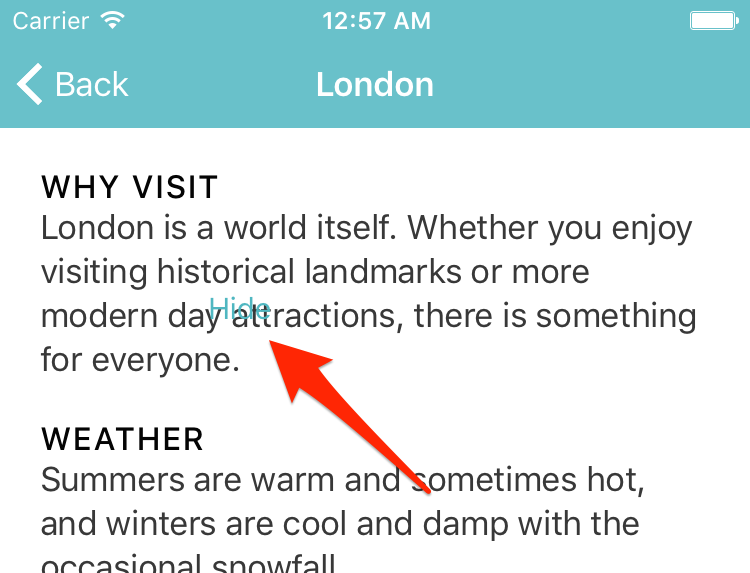 Carrier 12:57 AM
Back London
WHY VISIT
London is a world itself. Whether you enjoy
visiting historical landmarks or more
Hide
modern day attractions, there is something
for everyone.
WEATHER
Summers are warm and sometimes hot,
and winters are cool and damp with the
occasional snowfall